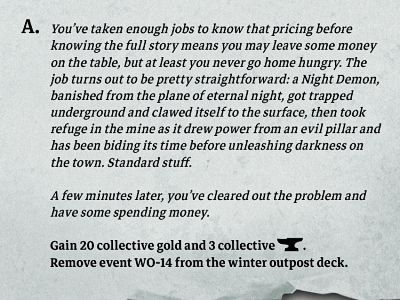 A. You've taken enough jobs to know that pricing before
knowing the full story means you may leave some money
on the table, but at least you never go home hungry. The
job turns out to be pretty straightforward: a Night Demon,
banished from the plane of eternal night, got trapped
underground and clawed itself to the surface, then took
refuge in the mine as it drew power from an evil pillar and
has been biding its time before unleashing darkness on
the town. Standard stuff.
A few minutes later, you've cleared out the problem and
have some spending money.
Gain 20 collective gold and 3 collective .
Remove event WO-14 from the winter outpost deck.